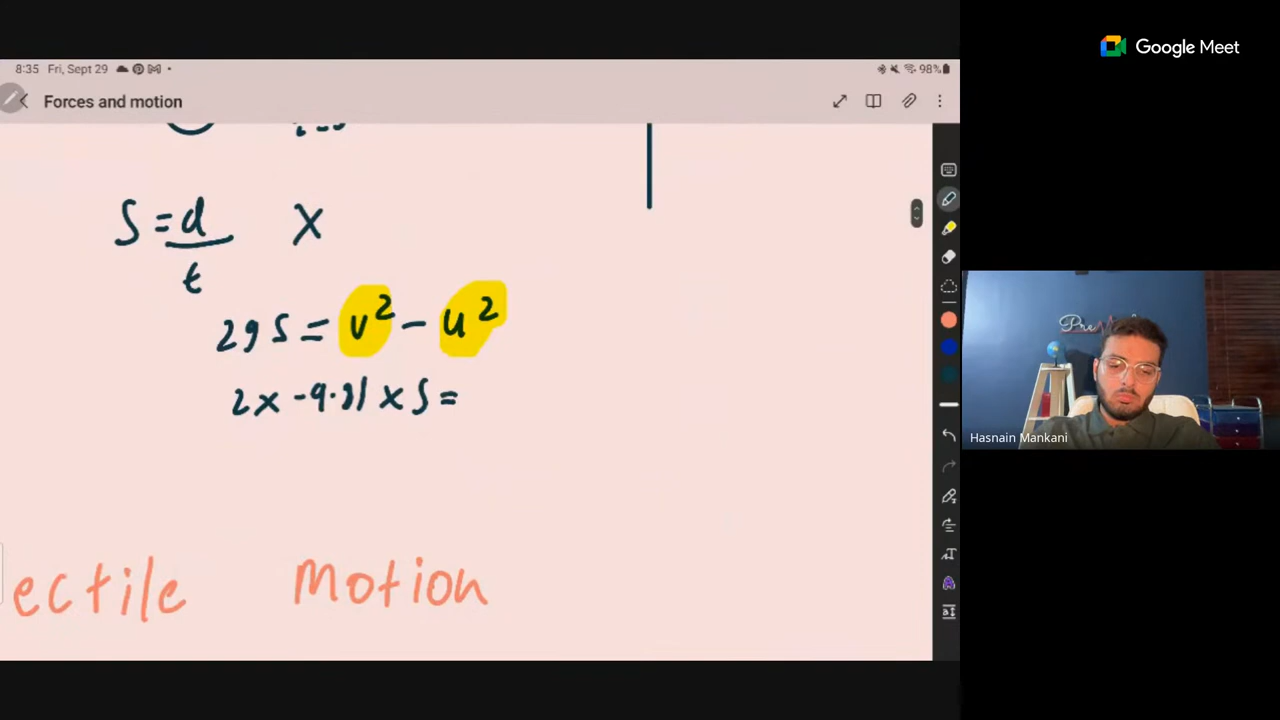 Google Meet
8:35 Fri, Sept 29
98%
Forces and motion
S = d/t X
2gs = v² - u²
2x -9.81 x S =
ectile motion
Hasnain Mankani